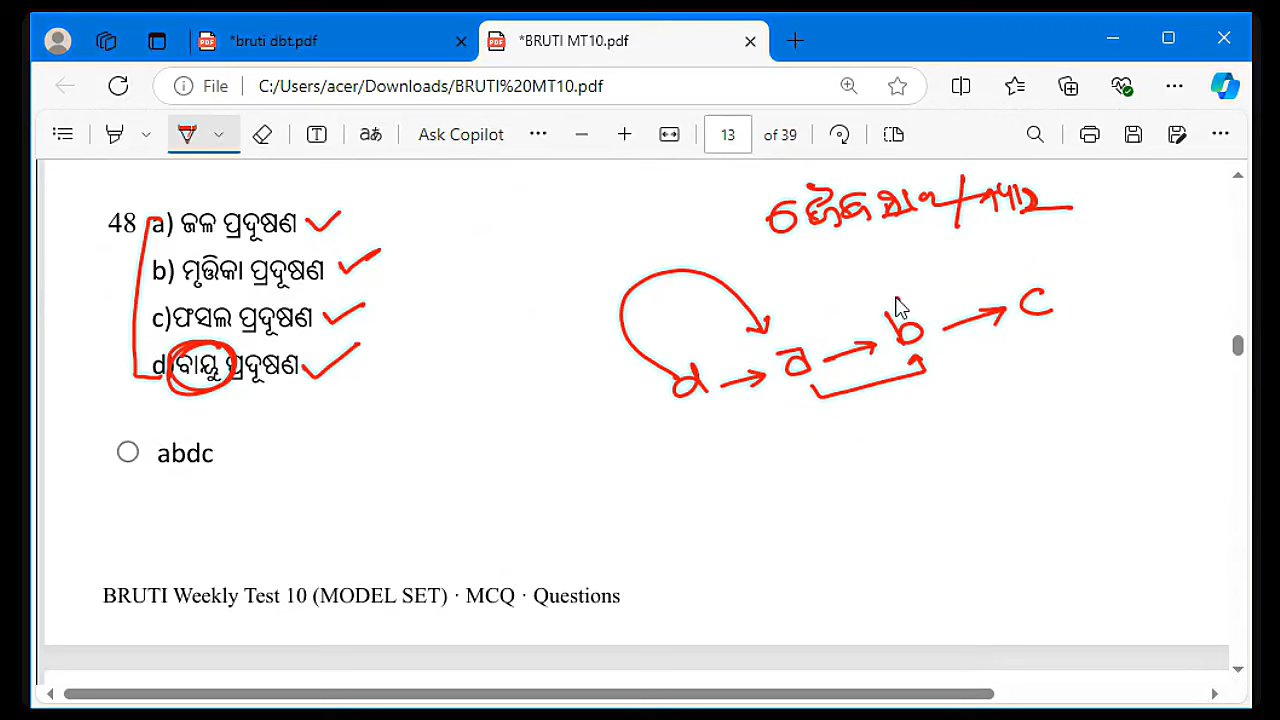 *bruti dbt.pdf
*BRUTI MT10.pdf
File C:/Users/acer/Downloads/BRUTI%20MT10.pdf
aあ Ask Copilot 13 of 39
48 a) ଜଳ ପ୍ରଦୂଷଣ
b) ମୃତ୍ତିକା ପ୍ରଦୂଷଣ
c)ଫସଲ ପ୍ରଦୂଷଣ
d)ବାୟୁ ପ୍ରଦୂଷଣ
d → a → b → c
abdc
BRUTI Weekly Test 10 (MODEL SET) · MCQ · Questions